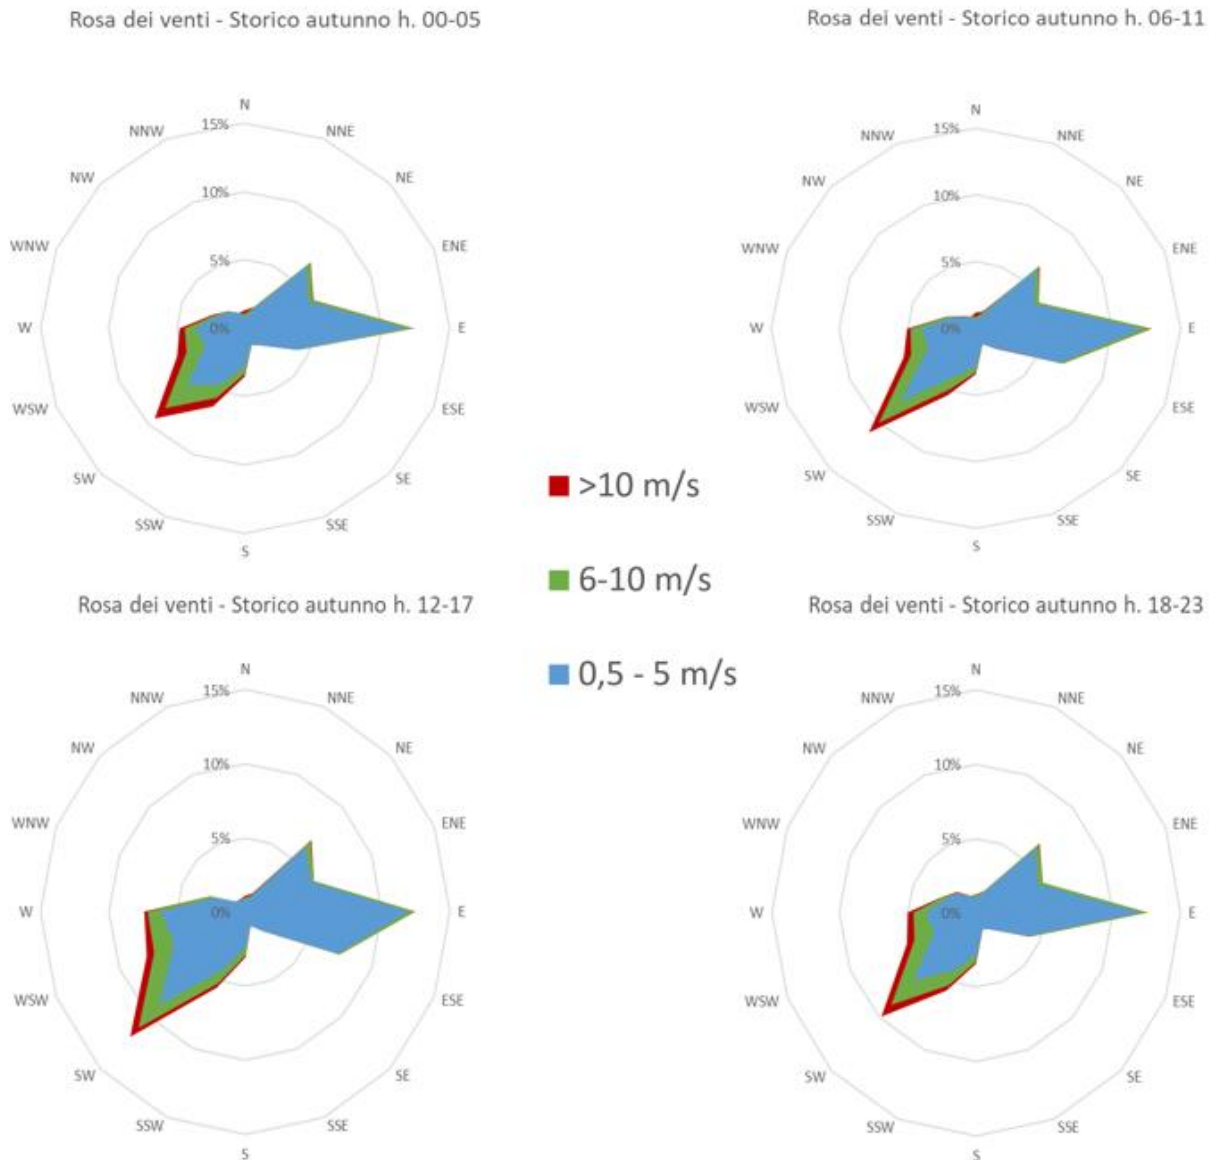 Rosa dei venti - Storico autunno h. 00-05
N
NNE
NE
ENE
E
ESE
SE
SSE
S
SSW
SW
WSW
W
WNW
NW
NNW
15%
10%
5%
0%
Rosa dei venti - Storico autunno h. 06-11
N
NNE
NE
ENE
E
ESE
SE
SSE
S
SSW
SW
WSW
W
WNW
NW
NNW
15%
10%
5%
0%
>10 m/s
6-10 m/s
0,5 - 5 m/s
Rosa dei venti - Storico autunno h. 12-17
N
NNE
NE
ENE
E
ESE
SE
SSE
S
SSW
SW
WSW
W
WNW
NW
NNW
15%
10%
5%
0%
Rosa dei venti - Storico autunno h. 18-23
N
NNE
NE
ENE
E
ESE
SE
SSE
S
SSW
SW
WSW
W
WNW
NW
NNW
15%
10%
5%
0%